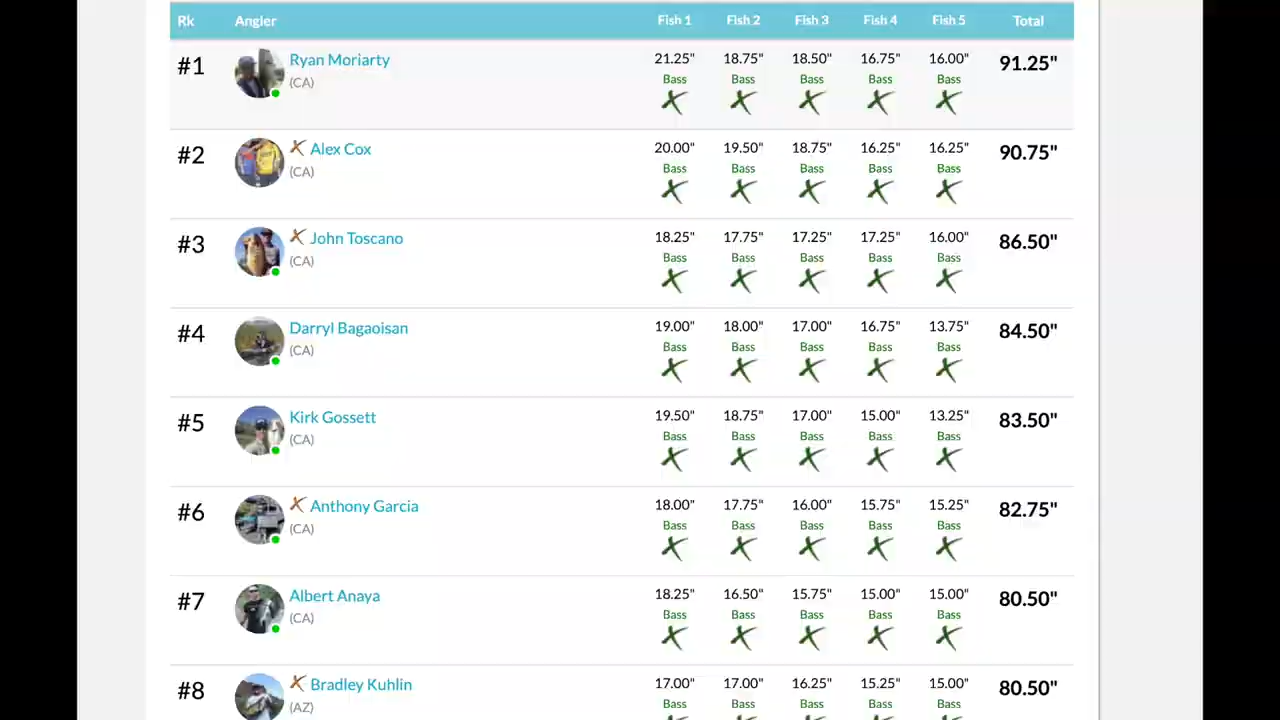 Rk Angler Fish 1 Fish 2 Fish 3 Fish 4 Fish 5 Total
#1 Ryan Moriarty 21.25" 18.75" 18.50" 16.75" 16.00" 91.25"
(CA) Bass Bass Bass Bass Bass
#2 Alex Cox 20.00" 19.50" 18.75" 16.25" 16.25" 90.75"
(CA) Bass Bass Bass Bass Bass
#3 John Toscano 18.25" 17.75" 17.25" 17.25" 16.00" 86.50"
(CA) Bass Bass Bass Bass Bass
#4 Darryl Bagaoisan 19.00" 18.00" 17.00" 16.75" 13.75" 84.50"
(CA) Bass Bass Bass Bass Bass
#5 Kirk Gossett 19.50" 18.75" 17.00" 15.00" 13.25" 83.50"
(CA) Bass Bass Bass Bass Bass
#6 Anthony Garcia 18.00" 17.75" 16.00" 15.75" 15.25" 82.75"
(CA) Bass Bass Bass Bass Bass
#7 Albert Anaya 18.25" 16.50" 15.75" 15.00" 15.00" 80.50"
(CA) Bass Bass Bass Bass Bass
#8 Bradley Kuhlin 17.00" 17.00" 16.25" 15.25" 15.00" 80.50"
(AZ) Bass Bass Bass Bass Bass